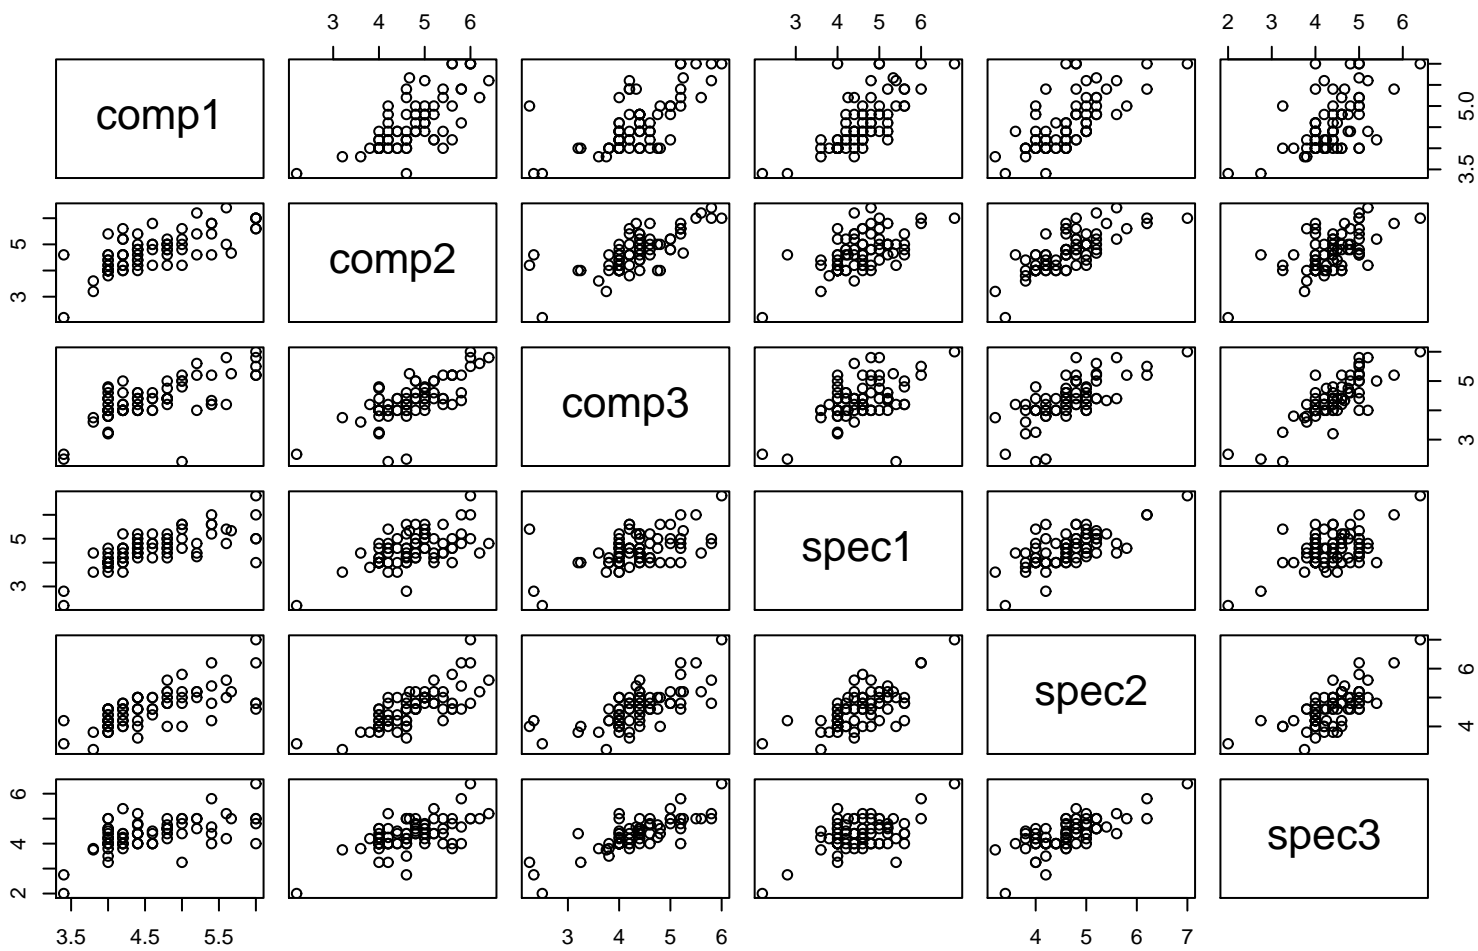 3 4 5 6 3 4 5 6 2 3 4 5 6
comp1 3.5 5.0
3 5 comp2
comp3 3 5
3 5 spec1
spec2 4 6
2 4 6 spec3
3.5 4.5 5.5 3 4 5 6 4 5 6 7